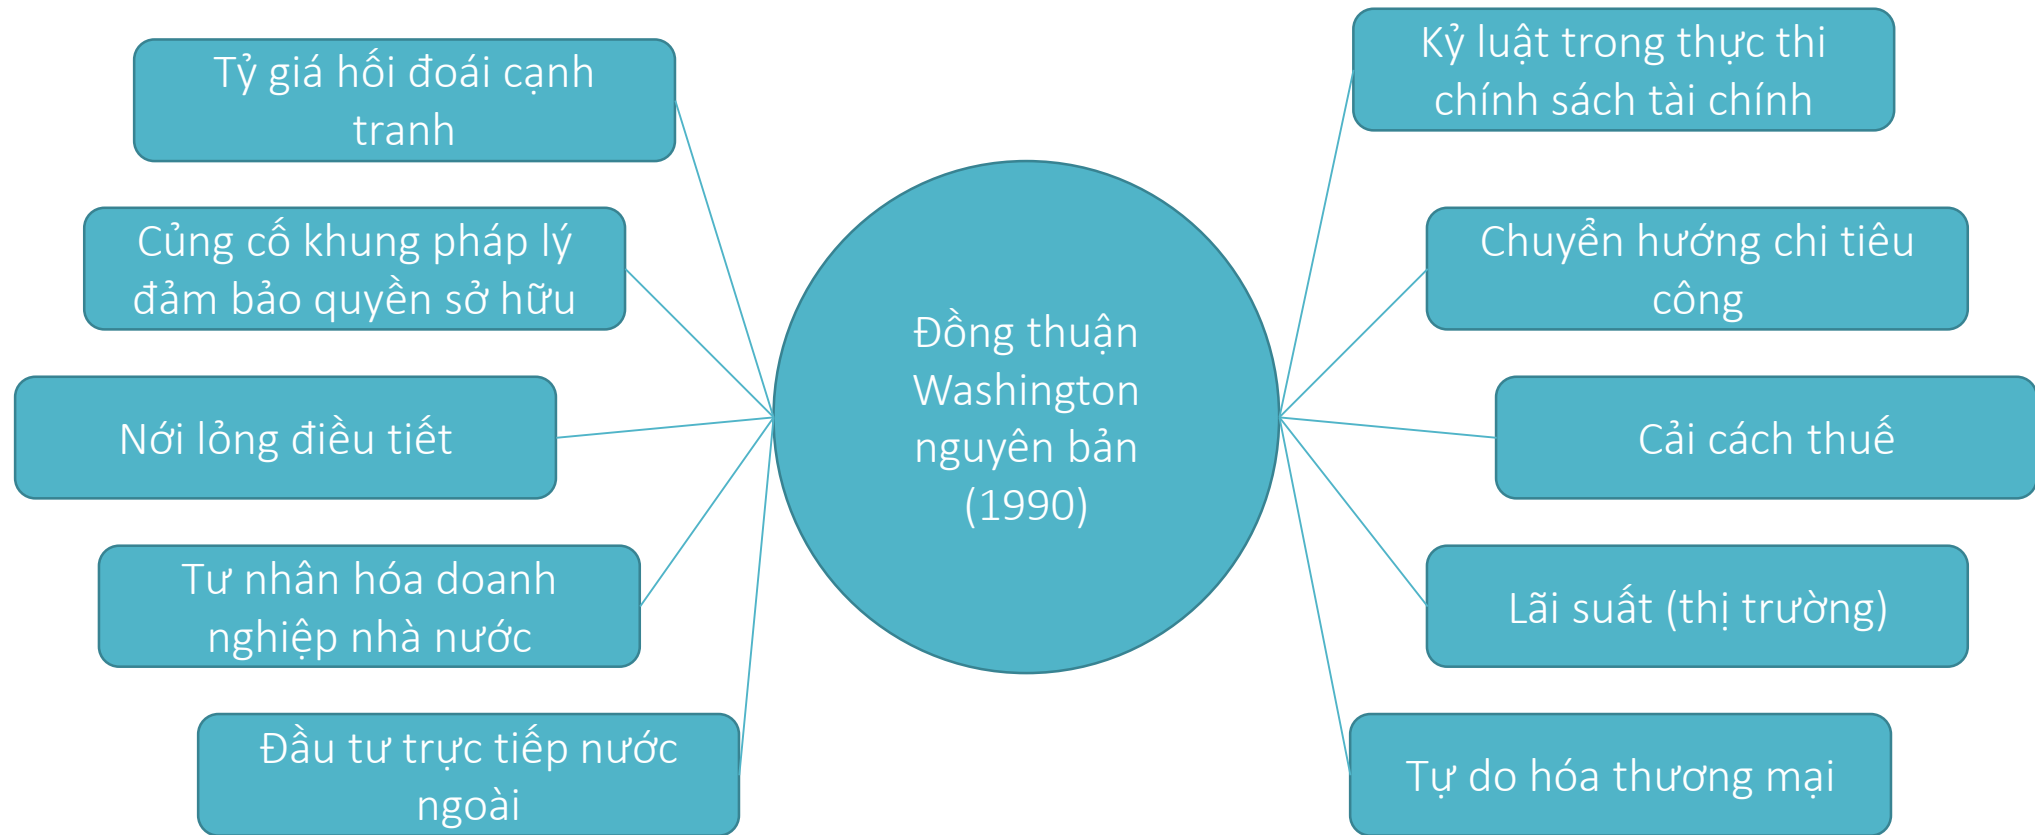 Tỷ giá hối đoái cạnh
tranh
Củng cố khung pháp lý
đảm bảo quyền sở hữu
Nới lỏng điều tiết
Tư nhân hóa doanh
nghiệp nhà nước
Đầu tư trực tiếp nước
ngoài
Đồng thuận
Washington
nguyên bản
(1990)
Kỷ luật trong thực thi
chính sách tài chính
Chuyển hướng chi tiêu
công
Cải cách thuế
Lãi suất (thị trường)
Tự do hóa thương mại